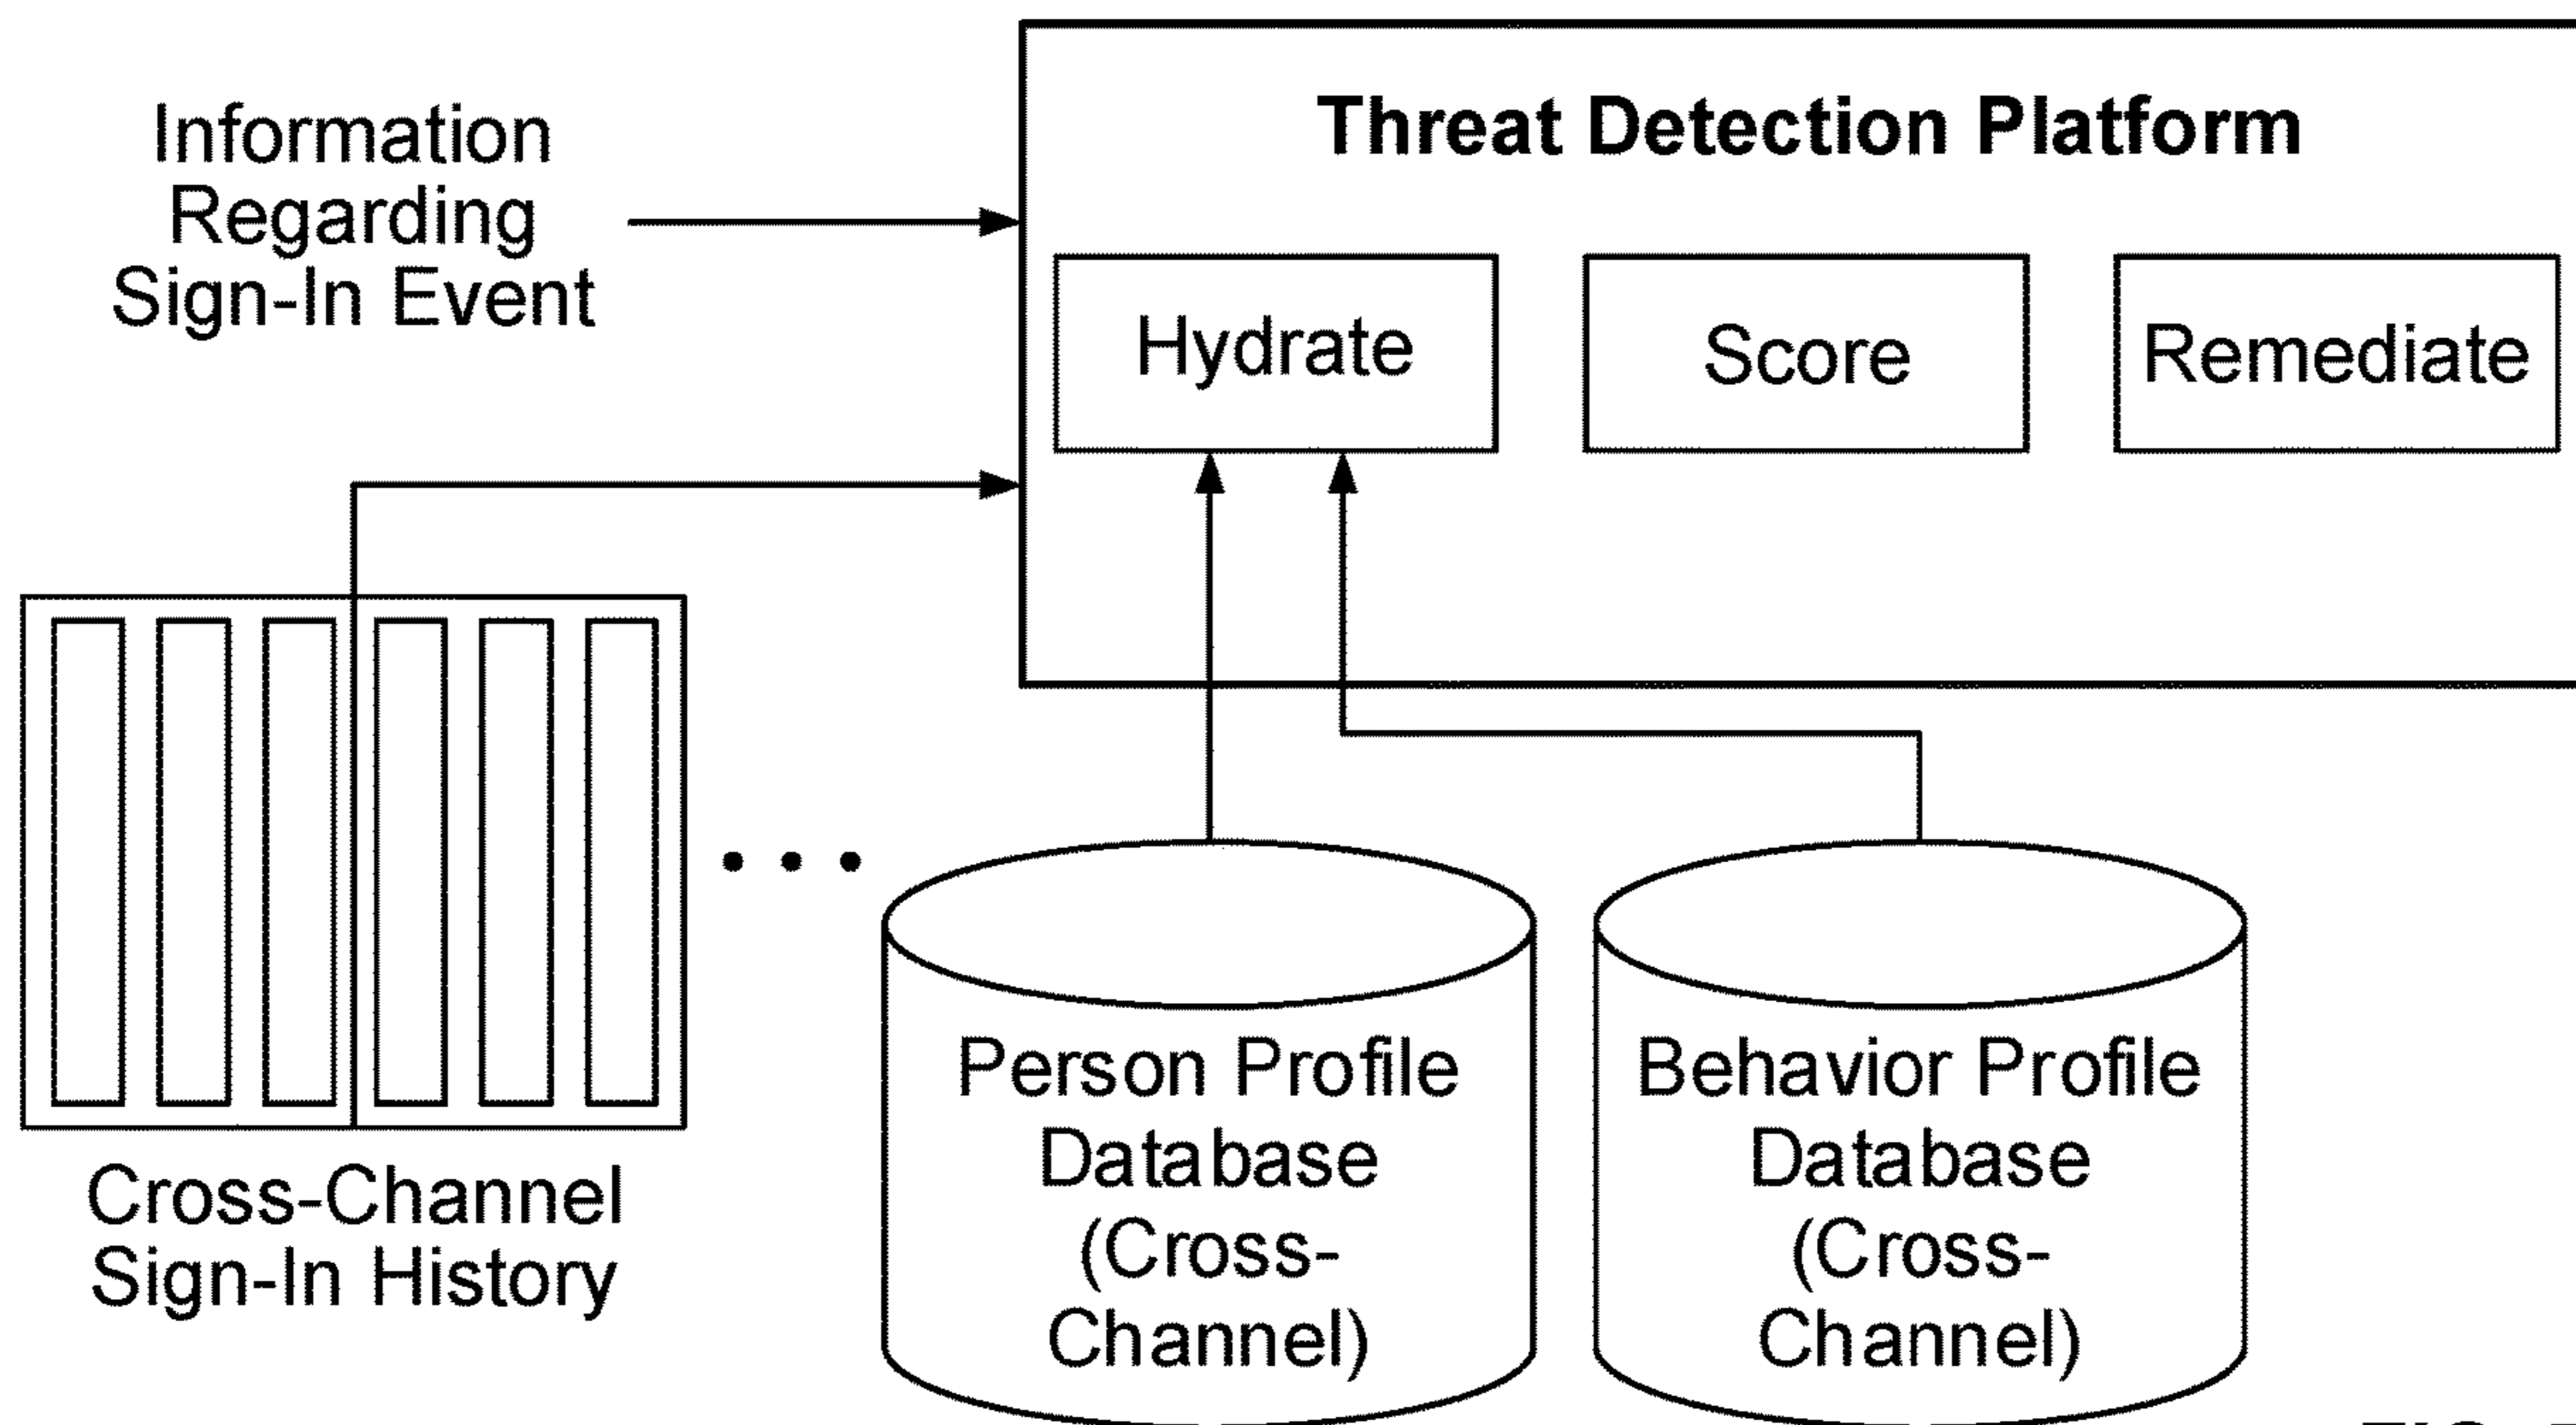 Information
Regarding
Sign-In Event
Threat Detection Platform
Hydrate
Score
Remediate
Cross-Channel
Sign-In History
Person Profile
Database
(Cross-
Channel)
Behavior Profile
Database
(Cross-
Channel)